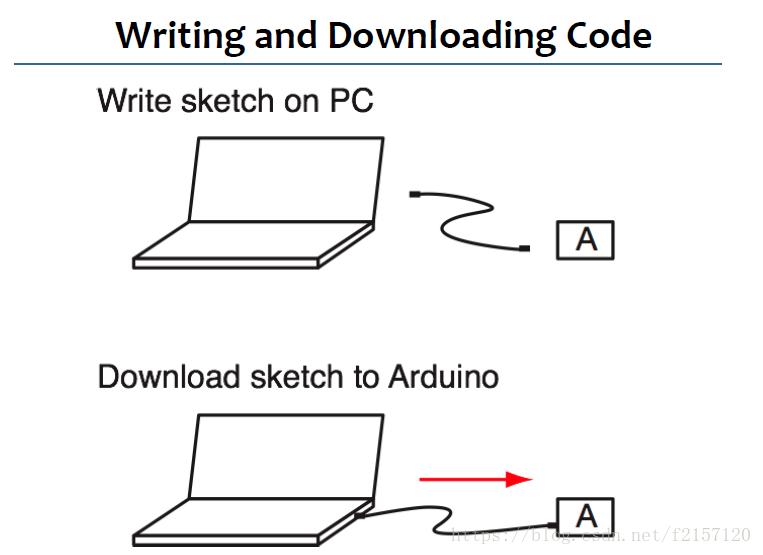 Writing and Downloading Code
Write sketch on PC
A
Download sketch to Arduino
A
https://blog.csdn.net/f2157120